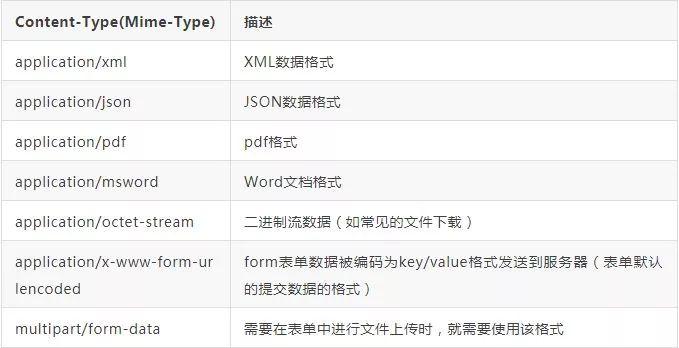 Content-Type(Mime-Type) 描述
application/xml XML数据格式
application/json JSON数据格式
application/pdf pdf格式
application/msword Word文档格式
application/octet-stream 二进制流数据（如常见的文件下载）
application/x-www-form-ur form表单数据被编码为key/value格式发送到服务器（表单默认
lencoded 的提交数据的格式）
multipart/form-data 需要在表单中进行文件上传时，就需要使用该格式